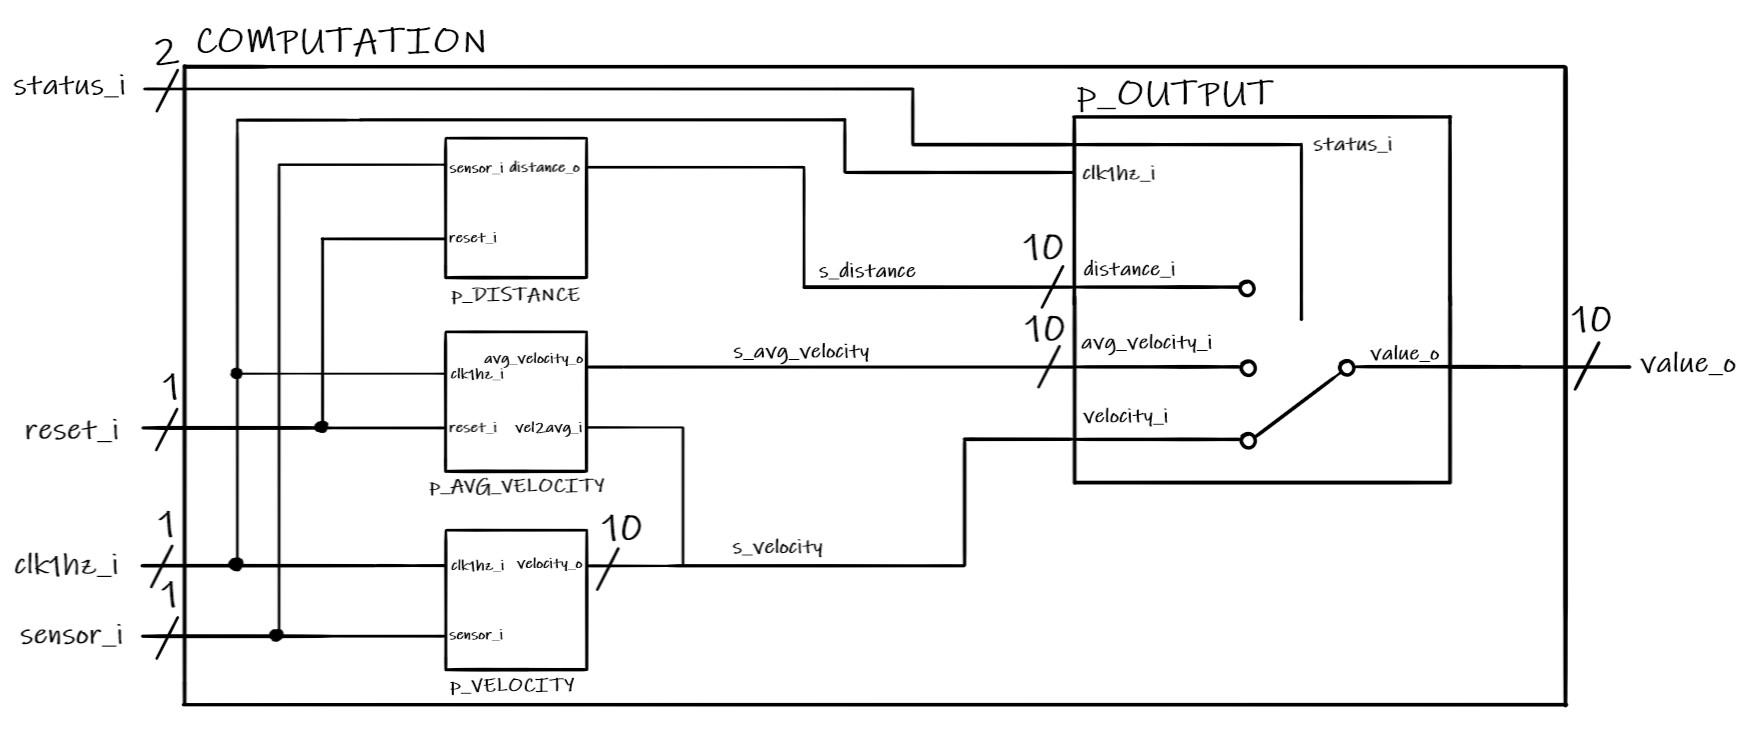 2
COMPUTATION
status_i
p_OUTPUT
status_i
clk1hz_i
sensor_i distance_o
reset_i
p_DISTANCE
10
s_distance
distance_i
10
s_avg_velocity
avg_velocity_i
value_o
10
value_o
velocity_i
avg_velocity_o
clk1hz_i
1
reset_i
reset_i vel2avg_i
p_AVG_VELOCITY
1
clk1hz_i
clk1hz_i velocity_o
10
s_velocity
1
sensor_i
sensor_i
p_VELOCITY